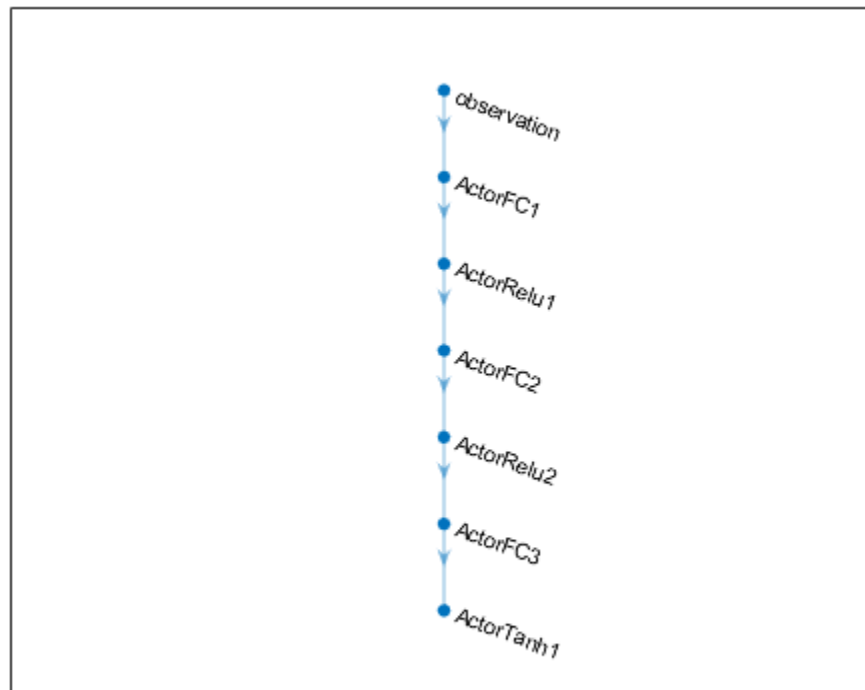 observation
ActorFC1
ActorRelu1
ActorFC2
ActorRelu2
ActorFC3
ActorTanh1